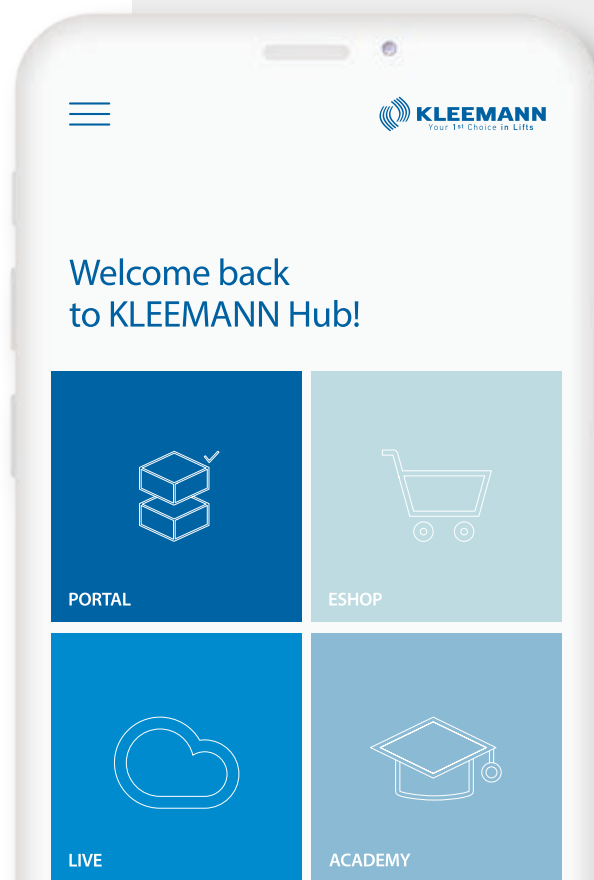 KLEEMANN
Your 1st Choice in Lifts
Welcome back
to KLEEMANN Hub!
PORTAL
ESHOP
LIVE
ACADEMY